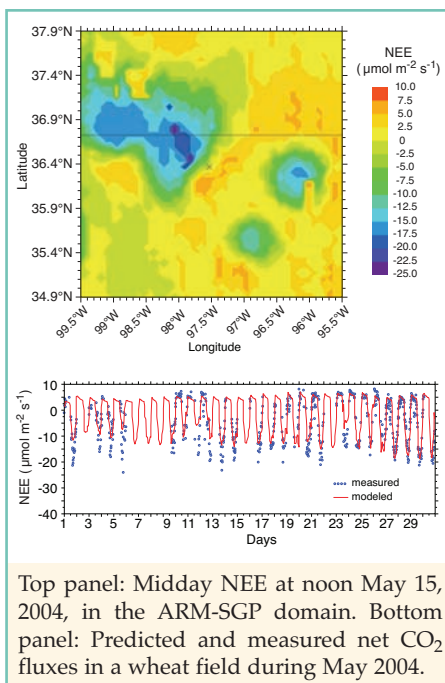 37.9°N
37.4°N
36.9°N
36.4°N
35.9°N
35.4°N
34.9°N
Latitude
99.5°W
99°W
98.5°W
98°W
97.5°W
97°W
96.5°W
96°W
95.5°W
Longitude
NEE
(μmol m-2 s-1)
10.0
7.5
5.0
2.5
0.0
-2.5
-5.0
-7.5
-10.0
-12.5
-15.0
-17.5
-20.0
-22.5
-25.0
NEE (μmol m-2 s-1)
10
0
-10
-20
-30
-40
1 3 5 7 9 11 13 15 17 19 21 23 25 27 29
Days
measured
modeled
Top panel: Midday NEE at noon May 15,
2004, in the ARM-SGP domain. Bottom
panel: Predicted and measured net CO2
fluxes in a wheat field during May 2004.